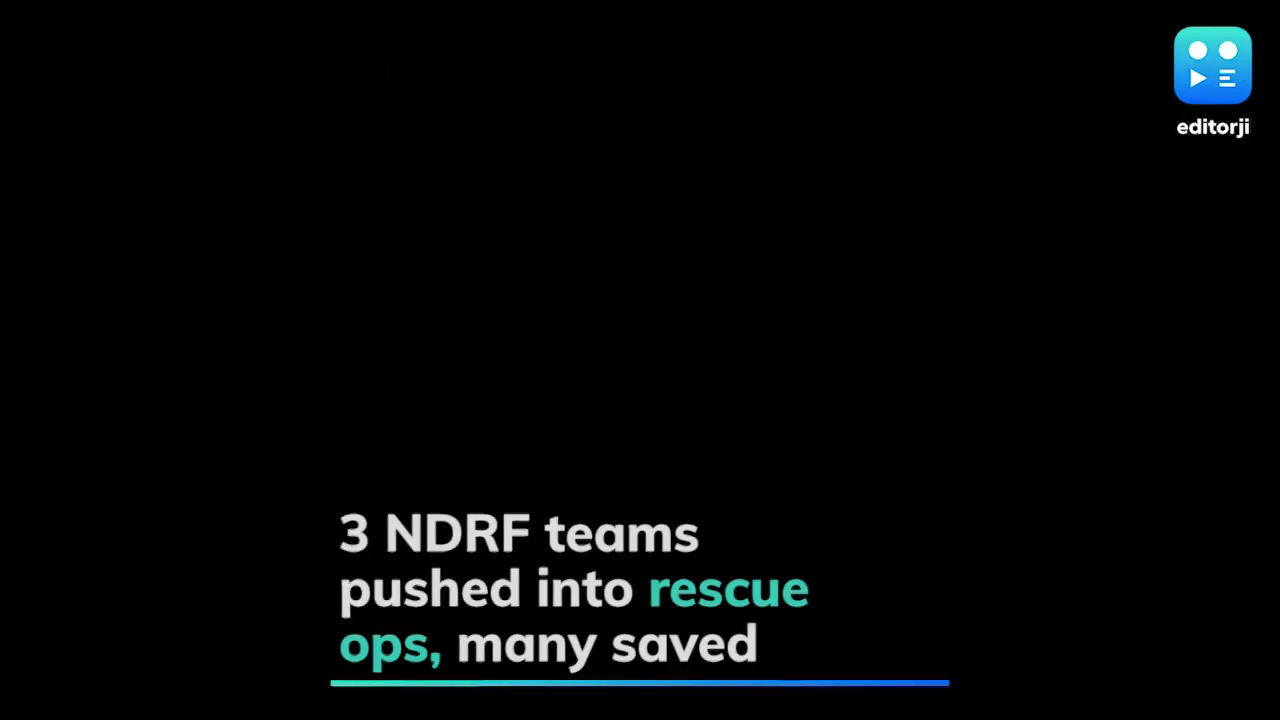 editorji
3 NDRF teams
pushed into rescue
ops, many saved